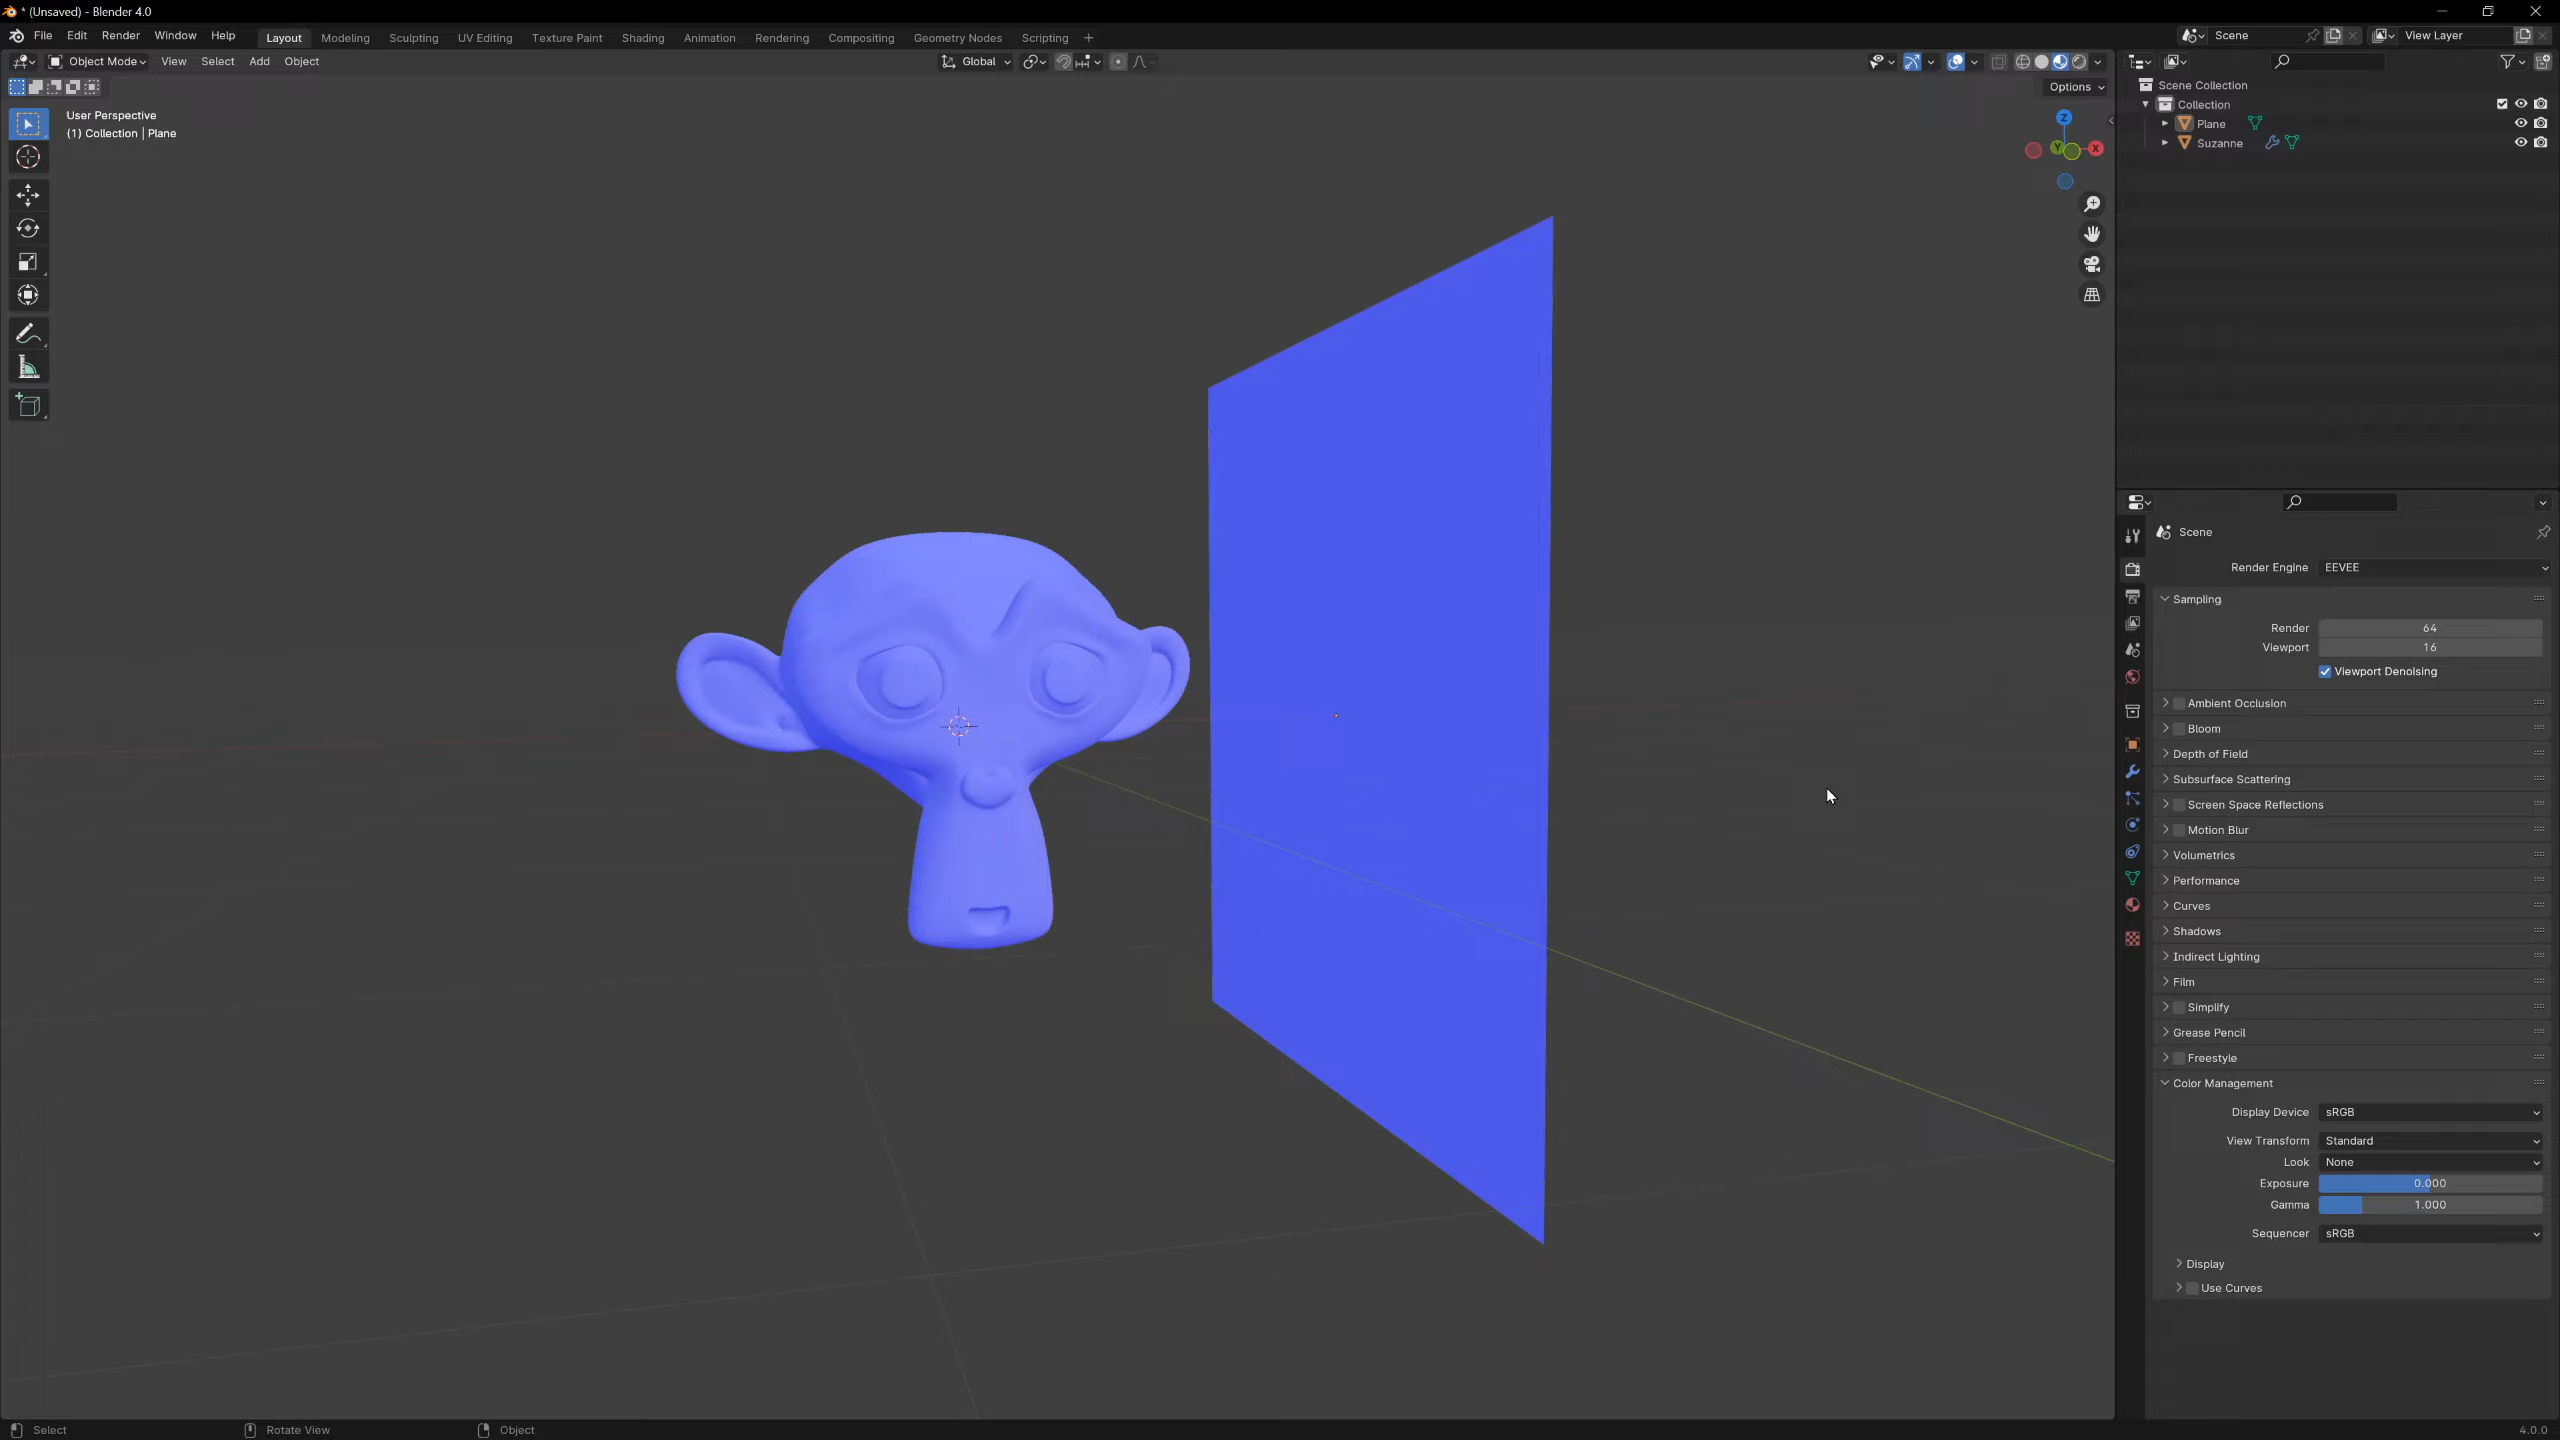 * (Unsaved) - Blender 4.0
File Edit Render Window Help Layout Modeling Sculpting UV Editing Texture Paint Shading Animation Rendering Compositing Geometry Nodes Scripting + Scene View Layer
Object Mode View Select Add Object Global
Options
User Perspective
(1) Collection | Plane
Z
Y
X
Scene Collection
Collection
Plane
Suzanne
Scene
Render Engine EEVEE
Sampling
Render 64
Viewport 16
Viewport Denoising
Ambient Occlusion
Bloom
Depth of Field
Subsurface Scattering
Screen Space Reflections
Motion Blur
Volumetrics
Performance
Curves
Shadows
Indirect Lighting
Film
Simplify
Grease Pencil
Freestyle
Color Management
Display Device sRGB
View Transform Standard
Look None
Exposure 0.000
Gamma 1.000
Sequencer sRGB
Display
Use Curves
Select Rotate View Object 4.0.0